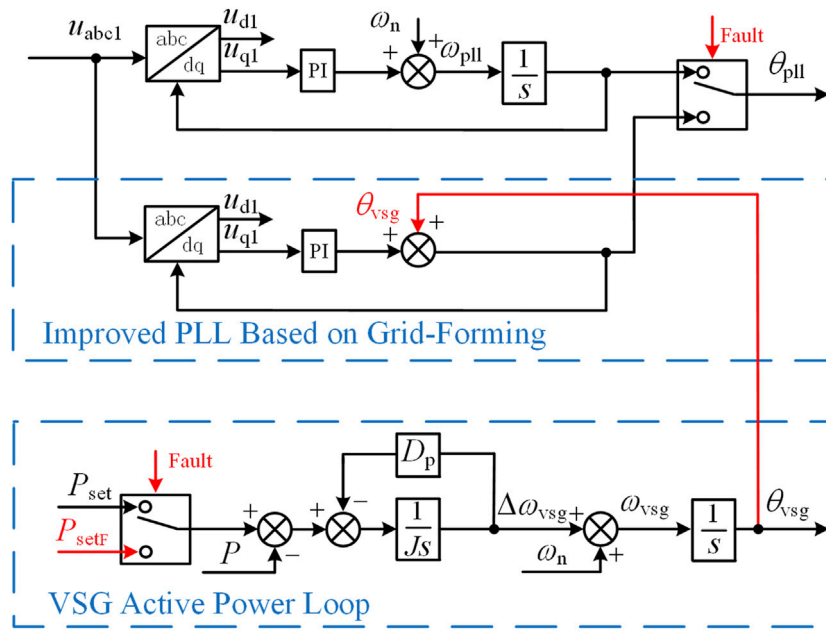 u_abc1
abc
dq
u_d1
u_q1
PI
+
ω_n
+
ω_pll
1/s
Fault
θ_pll
abc
dq
u_d1
u_q1
PI
+
θ_vsg
+
Improved PLL Based on Grid-Forming
P_set
P_setF
Fault
+
P
−
+
−
D_p
1/Js
Δω_vsg
+
ω_n
+
ω_vsg
1/s
θ_vsg
VSG Active Power Loop